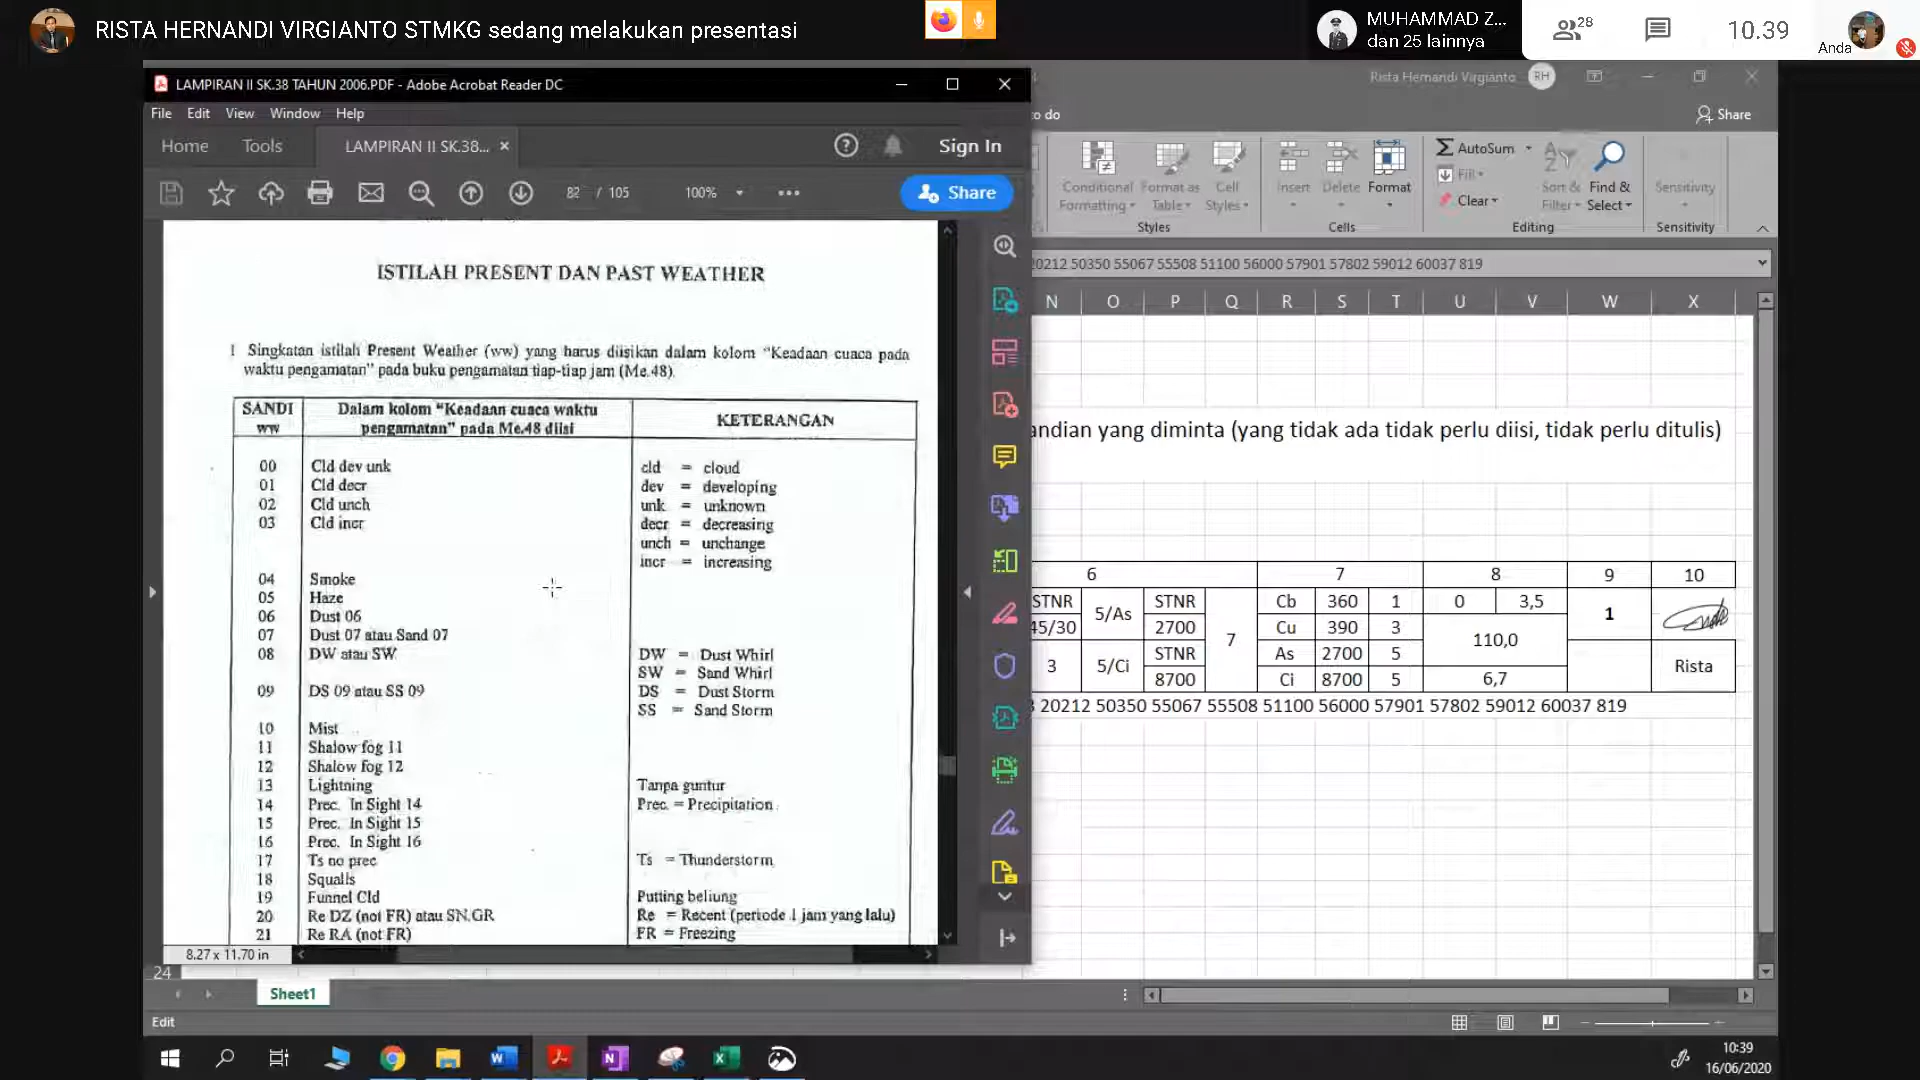 RISTA HERNANDI VIRGIANTO STMKG sedang melakukan presentasi
MUHAMMAD Z...
dan 25 lainnya
28
10.39
Anda
LAMPIRAN II SK.38 TAHUN 2006.PDF - Adobe Acrobat Reader DC
File Edit View Window Help
Home Tools LAMPIRAN II SK.38... × Sign In
82 / 105 100% Share
ISTILAH PRESENT DAN PAST WEATHER
1 Singkatan istilah Present Weather (ww) yang harus diisikan dalam kolom “Keadaan cuaca pada
waktu pengamatan” pada buku pengamatan tiap-tiap jam (Me.48).
SANDI ww
Dalam kolom “Keadaan cuaca waktu
pengamatan” pada Me.48 diisi
KETERANGAN
00 Cld dev unk cld = cloud
01 Cld decr dev = developing
02 Cld unch unk = unknown
03 Cld incr decr = decreasing
unch = unchange
incr = increasing
04 Smoke
05 Haze
06 Dust 06
07 Dust 07 atau Sand 07
08 DW atau SW DW = Dust Whirl
SW = Sand Whirl
09 DS 09 atau SS 09 DS = Dust Storm
SS = Sand Storm
10 Mist
11 Shalow fog 11
12 Shalow fog 12
13 Lightning Tanpa guntur
14 Prec. In Sight 14 Prec. = Precipitation
15 Prec. In Sight 15
16 Prec. In Sight 16
17 Ts no prec Ts = Thunderstorm
18 Squalls
19 Funnel Cld Putting beliung
20 Re DZ (not FR) atau SN.GR Re = Recent (periode 1 jam yang lalu)
21 Re RA (not FR) FR = Freezing
8.27 x 11.70 in
Rista Hernandi Virgianto RH
to do
Share
Conditional Formatting
Format as Table
Cell Styles
Styles
Insert Delete Format
Cells
AutoSum
Fill
Clear
Sort & Filter
Find & Select
Editing
Sensitivity
Sensitivity
20212 50350 55067 55508 51100 56000 57901 57802 59012 60037 819
N O P Q R S T U V W X
andian yang diminta (yang tidak ada tidak perlu diisi, tidak perlu ditulis)
6 7 8 9 10
STNR 5/As STNR 7 Cb 360 1 0 3,5 1
45/30 2700 Cu 390 3 110,0
3 5/Ci STNR As 2700 5 Rista
8700 Ci 8700 5 6,7
20212 50350 55067 55508 51100 56000 57901 57802 59012 60037 819
24
Sheet1
Edit
10:39
16/06/2020